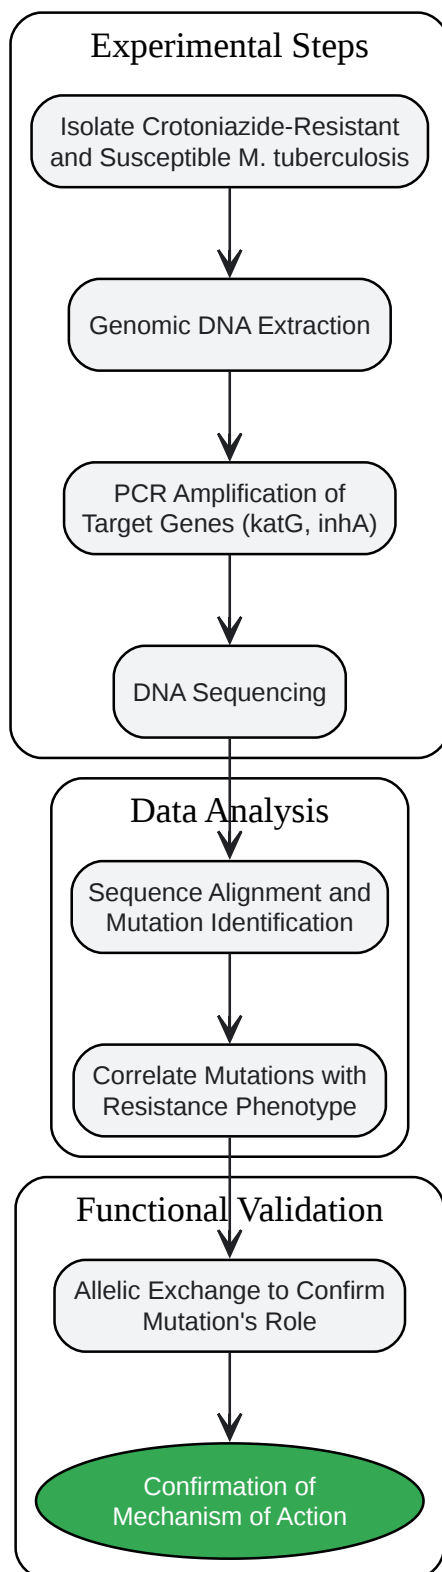 Experimental Steps
Isolate Crotoniazide-Resistant
and Susceptible M. tuberculosis
Genomic DNA Extraction
PCR Amplification of
Target Genes (katG, inhA)
DNA Sequencing
Data Analysis
Sequence Alignment and
Mutation Identification
Correlate Mutations with
Resistance Phenotype
Functional Validation
Allelic Exchange to Confirm
Mutation's Role
Confirmation of
Mechanism of Action